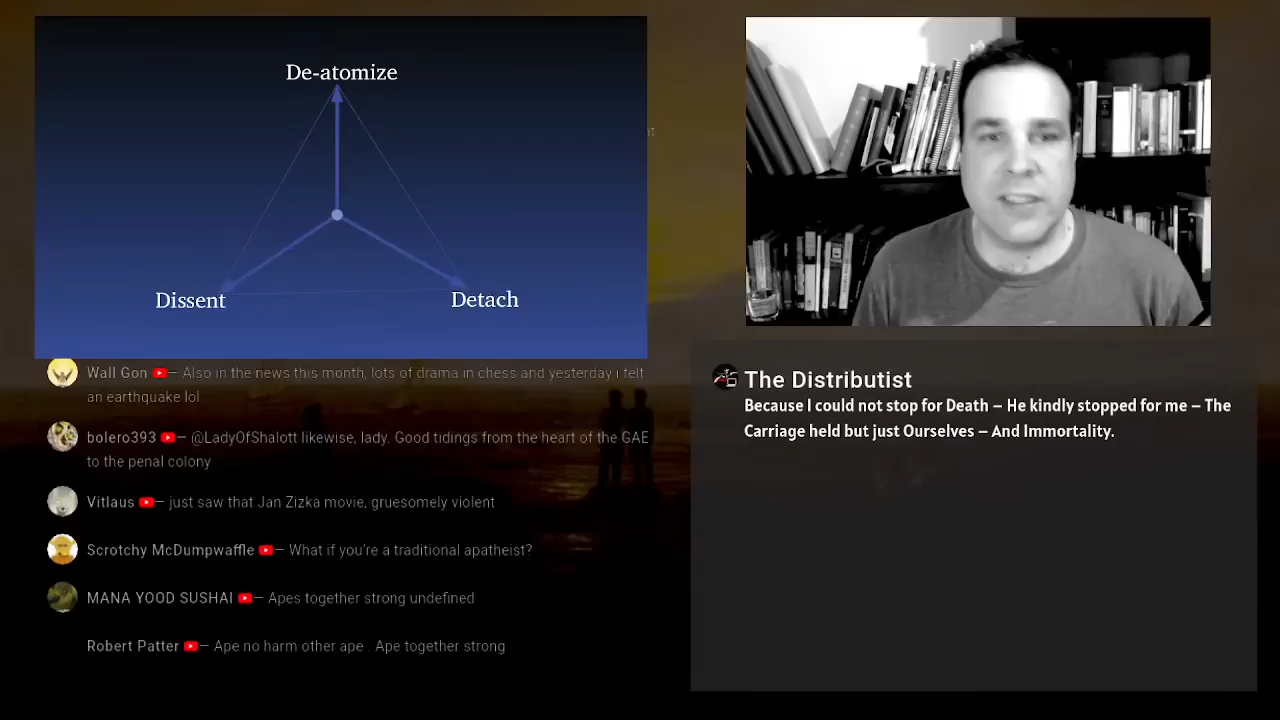 De-atomize
Dissent
Detach
Wall Gon — Also in the news this month, lots of drama in chess and yesterday i felt
an earthquake lol
bolero393 — @LadyOfShalott likewise, lady. Good tidings from the heart of the GAE
to the penal colony
Vitlaus — just saw that Jan Zizka movie, gruesomely violent
Scrotchy McDumpwaffle — What if you're a traditional apatheist?
MANA YOOD SUSHAI — Apes together strong undefined
Robert Patter — Ape no harm other ape . Ape together strong
The Distributist
Because I could not stop for Death – He kindly stopped for me – The
Carriage held but just Ourselves – And Immortality.